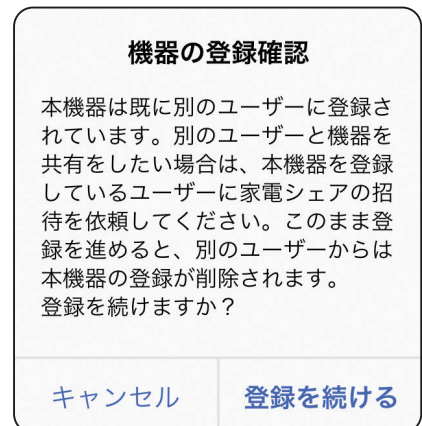 機器の登録確認
本機器は既に別のユーザーに登録さ
れています。別のユーザーと機器を
共有をしたい場合は、本機器を登録
しているユーザーに家電シェアの招
待を依頼してください。このまま登
録を進めると、別のユーザーからは
本機器の登録が削除されます。
登録を続けますか？
キャンセル
登録を続ける